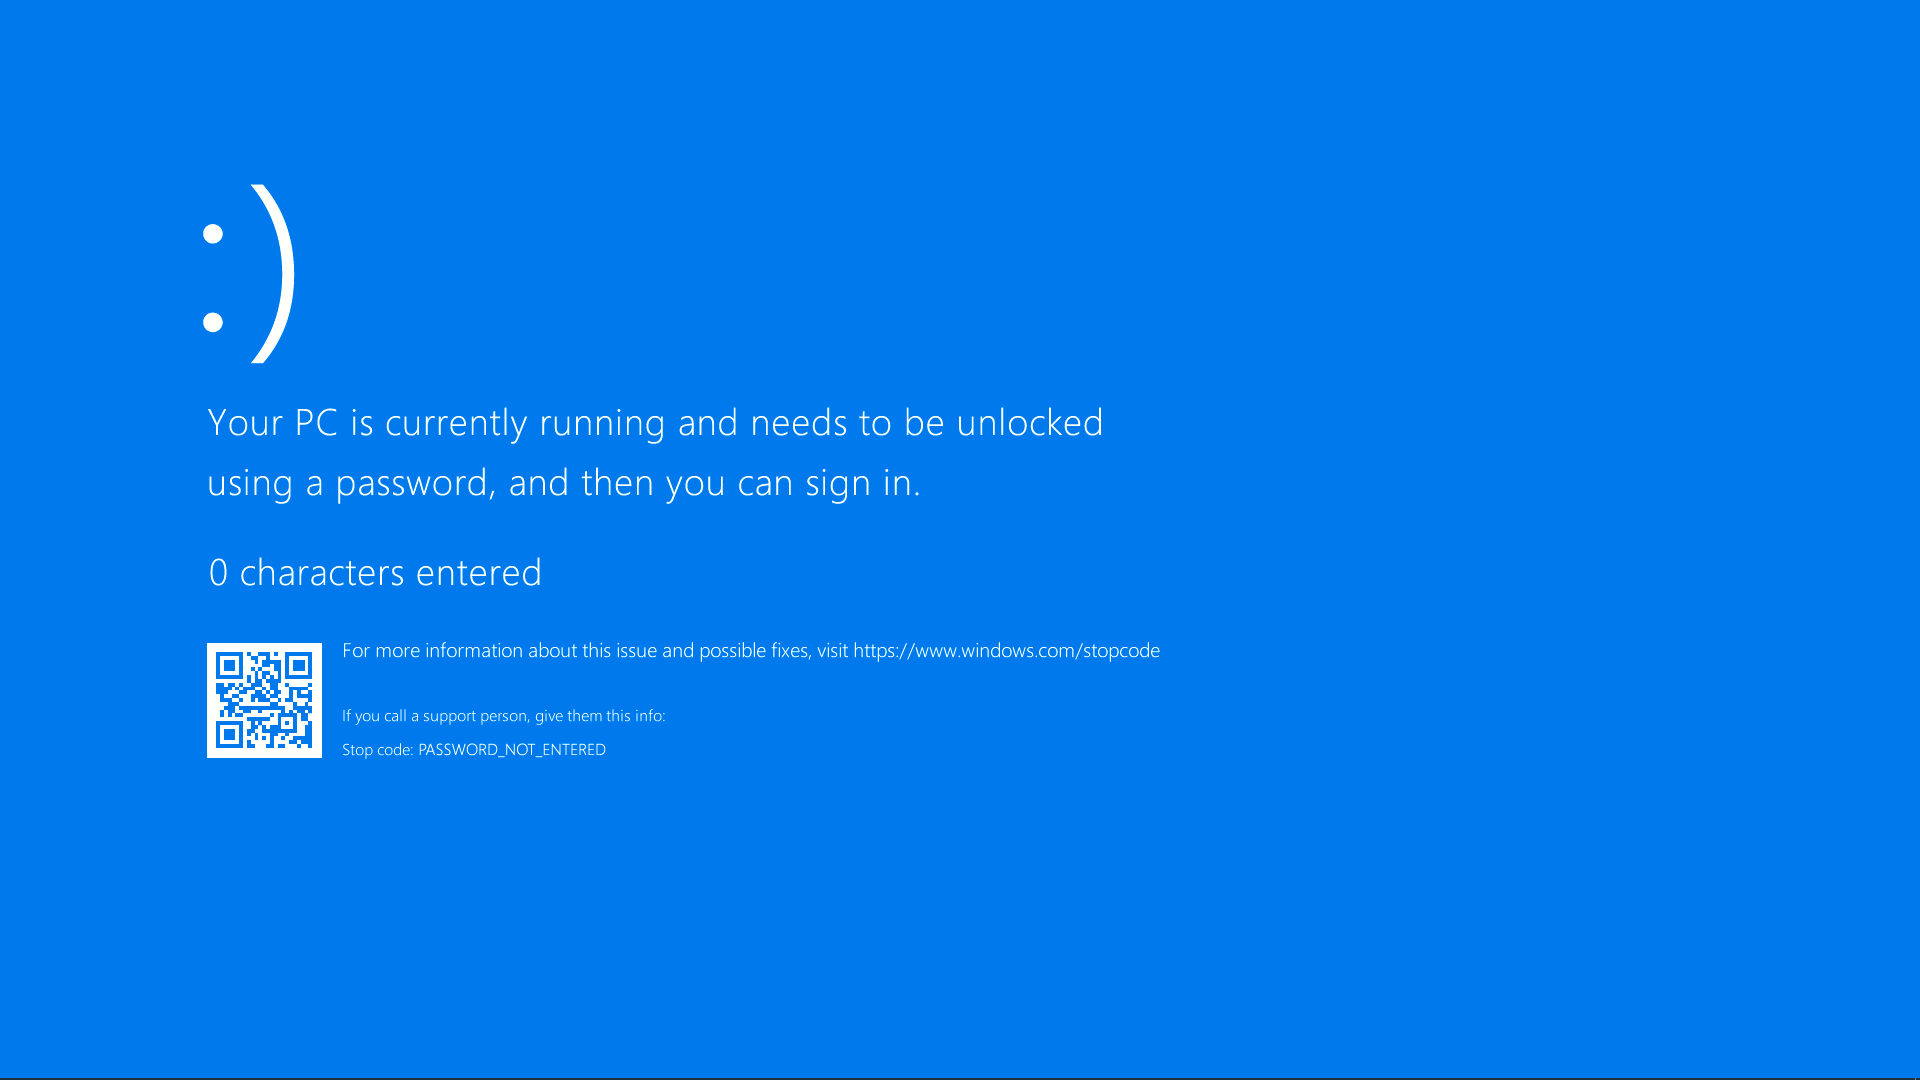 :)
Your PC is currently running and needs to be unlocked
using a password, and then you can sign in.
0 characters entered
For more information about this issue and possible fixes, visit https://www.windows.com/stopcode
If you call a support person, give them this info:
Stop code: PASSWORD_NOT_ENTERED